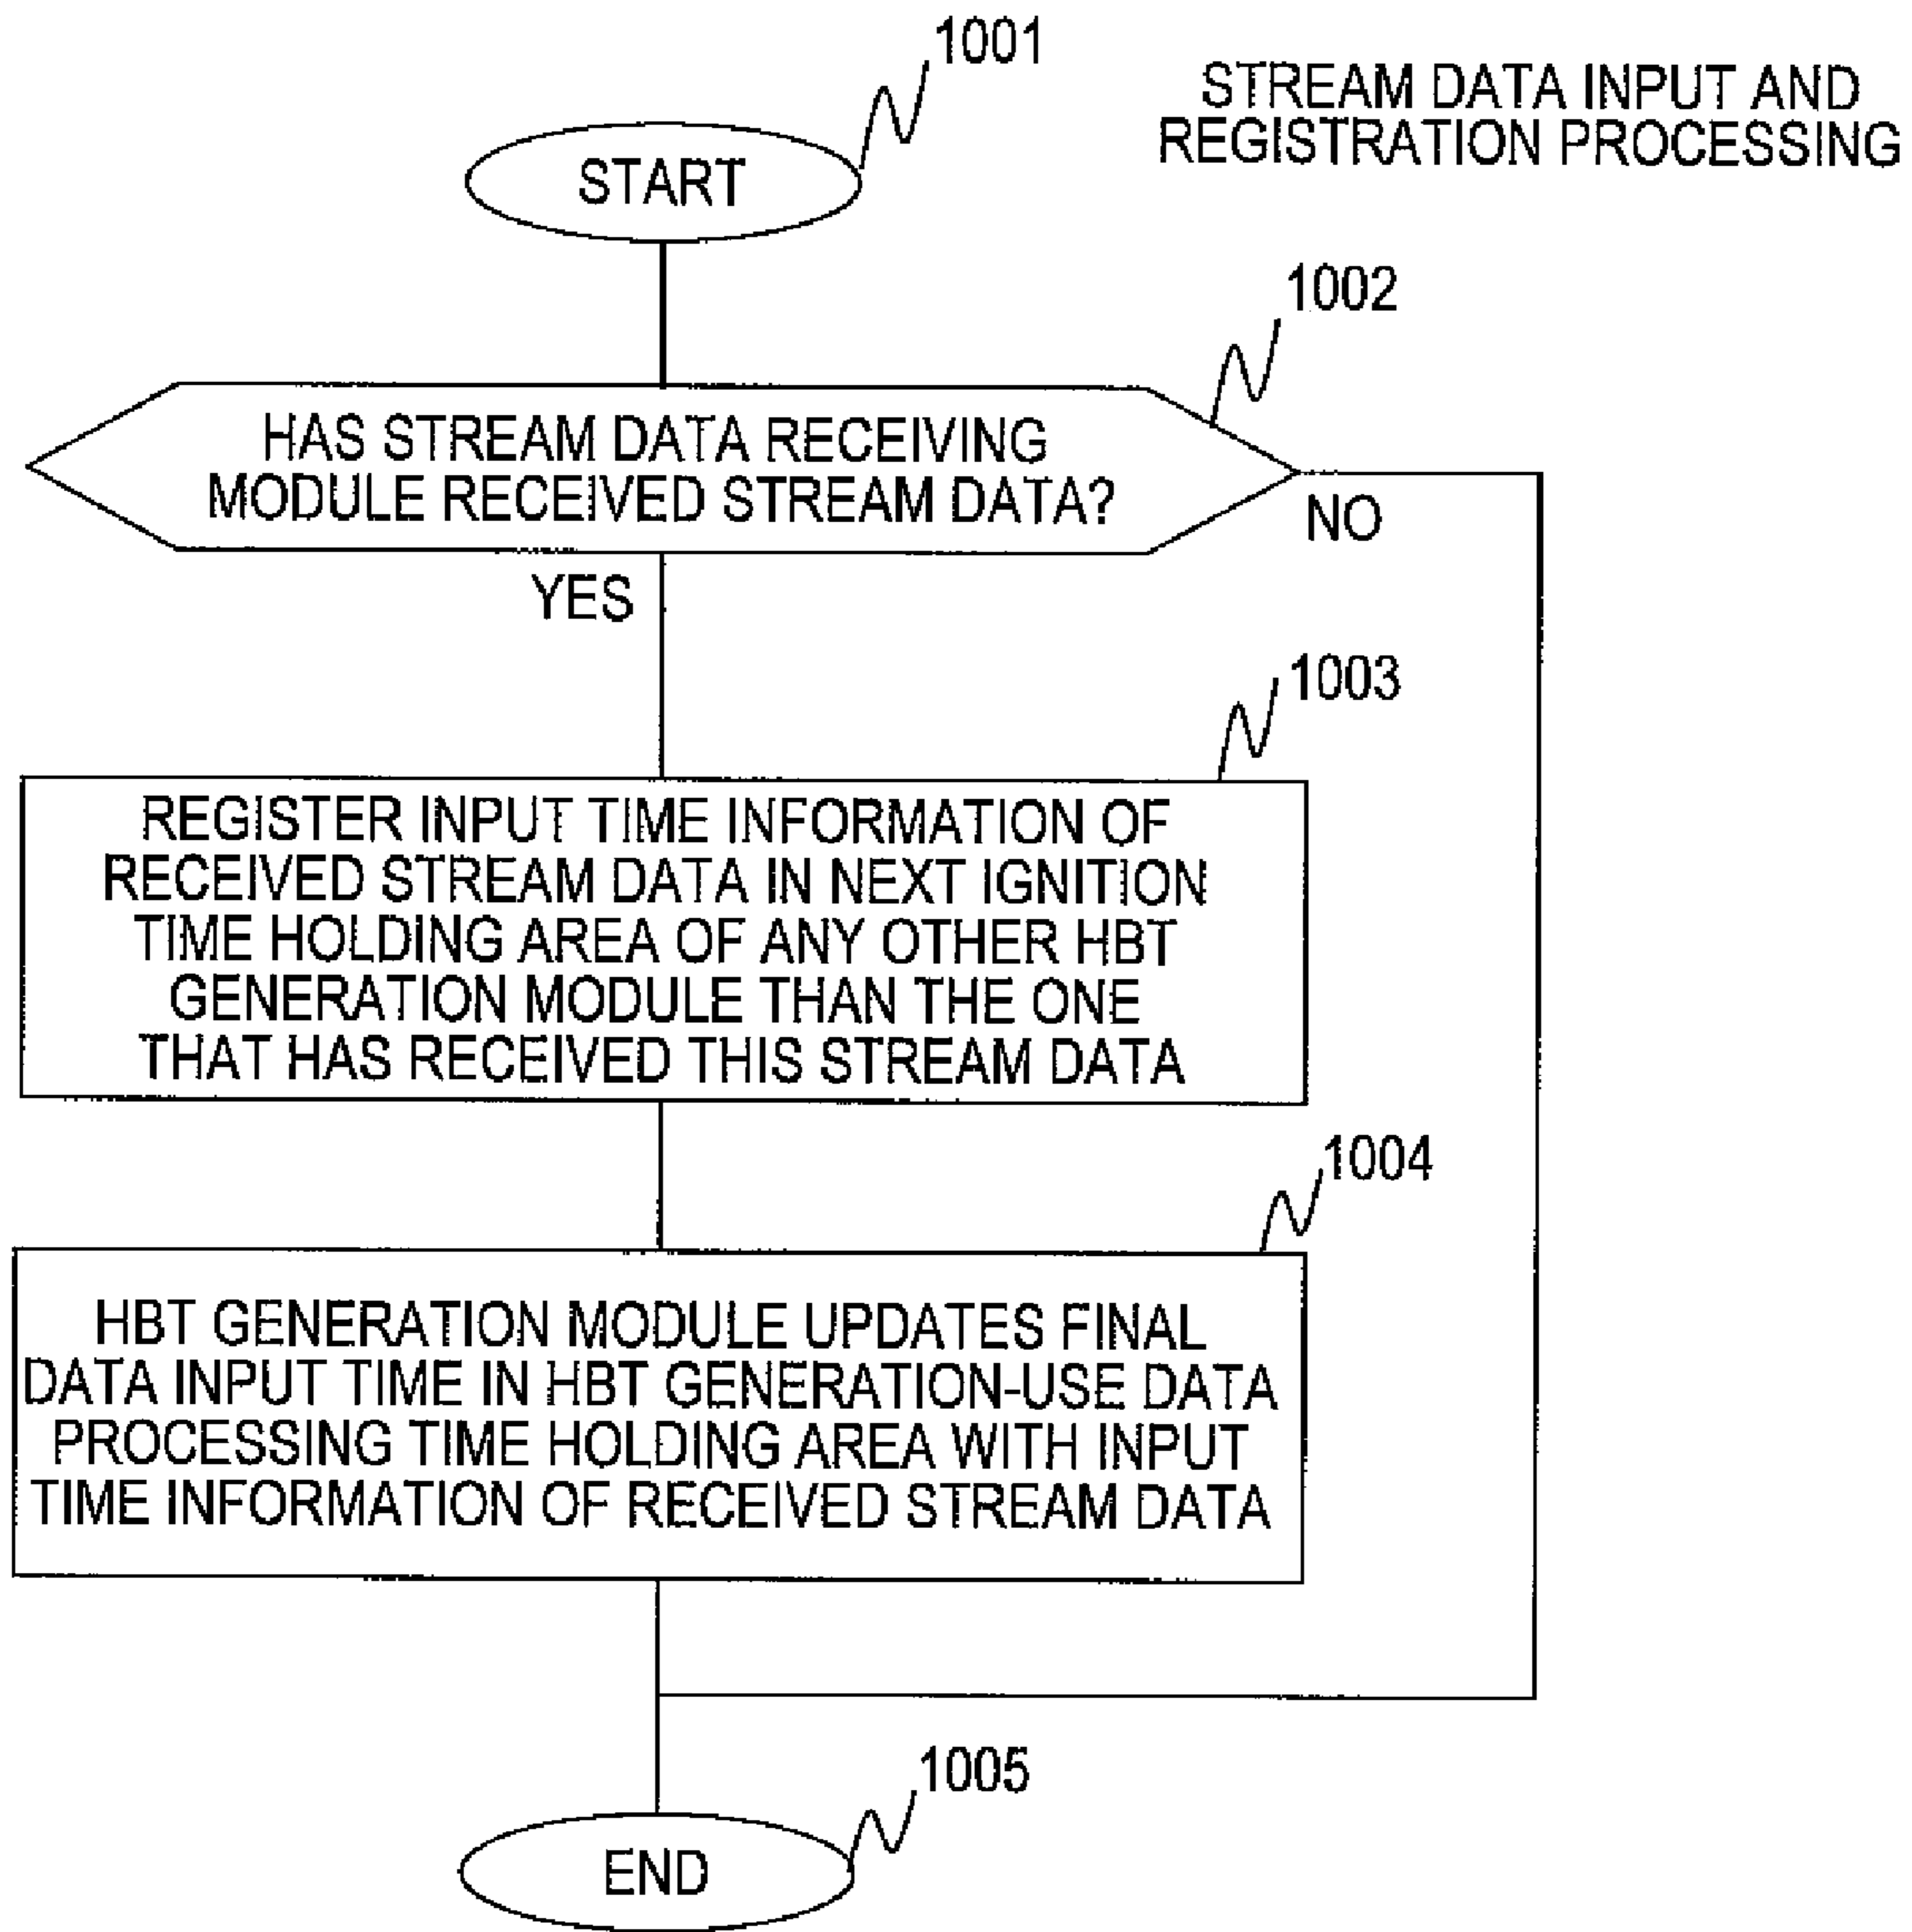 1001
STREAM DATA INPUT AND
REGISTRATION PROCESSING
START
1002
HAS STREAM DATA RECEIVING
MODULE RECEIVED STREAM DATA?
NO
YES
1003
REGISTER INPUT TIME INFORMATION OF
RECEIVED STREAM DATA IN NEXT IGNITION
TIME HOLDING AREA OF ANY OTHER HBT
GENERATION MODULE THAN THE ONE
THAT HAS RECEIVED THIS STREAM DATA
1004
HBT GENERATION MODULE UPDATES FINAL
DATA INPUT TIME IN HBT GENERATION-USE DATA
PROCESSING TIME HOLDING AREA WITH INPUT
TIME INFORMATION OF RECEIVED STREAM DATA
1005
END